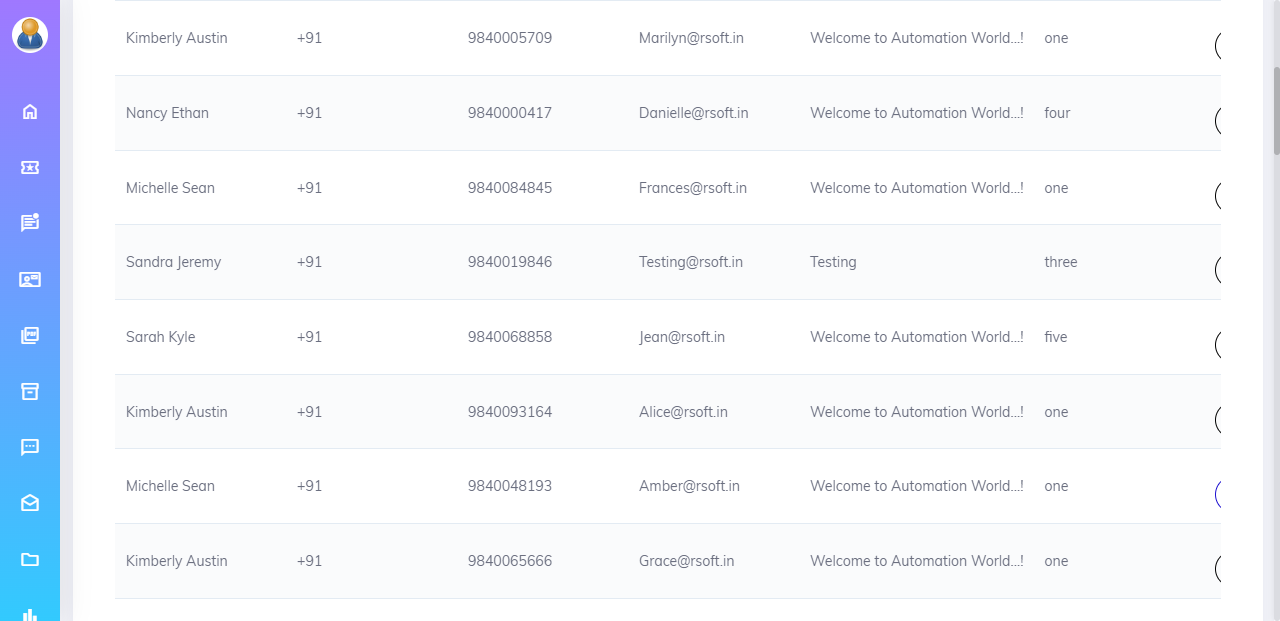 Kimberly Austin +91 9840005709 Marilyn@rsoft.in Welcome to Automation World...! one
Nancy Ethan +91 9840000417 Danielle@rsoft.in Welcome to Automation World...! four
Michelle Sean +91 9840084845 Frances@rsoft.in Welcome to Automation World...! one
Sandra Jeremy +91 9840019846 Testing@rsoft.in Testing three
Sarah Kyle +91 9840068858 Jean@rsoft.in Welcome to Automation World...! five
Kimberly Austin +91 9840093164 Alice@rsoft.in Welcome to Automation World...! one
Michelle Sean +91 9840048193 Amber@rsoft.in Welcome to Automation World...! one
Kimberly Austin +91 9840065666 Grace@rsoft.in Welcome to Automation World...! one